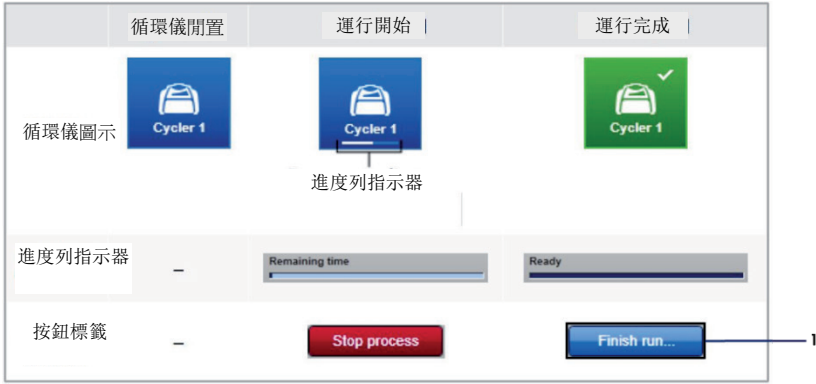 循環儀閒置 運行開始 運行完成
循環儀圖示
Cycler 1 Cycler 1 Cycler 1
進度列指示器
進度列指示器 – Remaining time Ready
按鈕標籤 – Stop process Finish run... 1